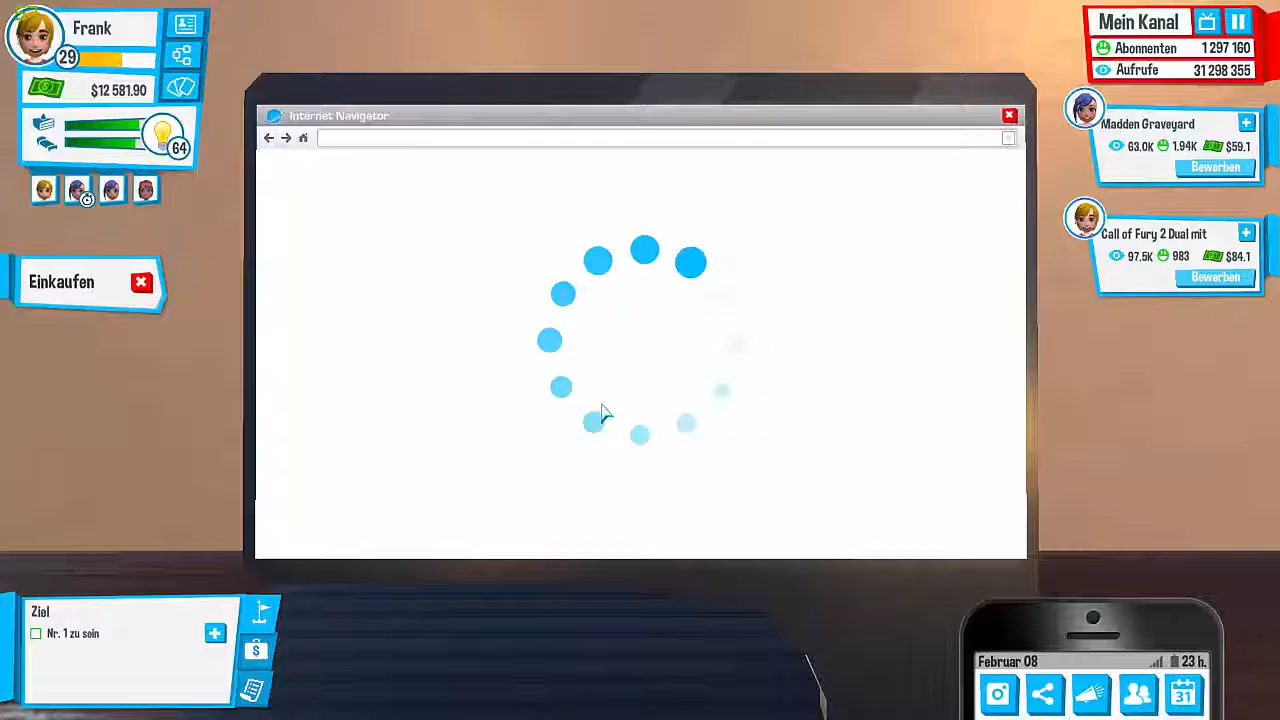 Frank
29
$12 581.90
64
Einkaufen
Internet Navigator
Mein Kanal
Abonnenten 1 297 160
Aufrufe 31 298 355
Madden Graveyard
63.0K 1.94K $59.1
Bewerben
Call of Fury 2 Dual mit
97.5K 983 $84.1
Bewerben
Ziel
Nr. 1 zu sein
$
Februar 08 23 h.
31